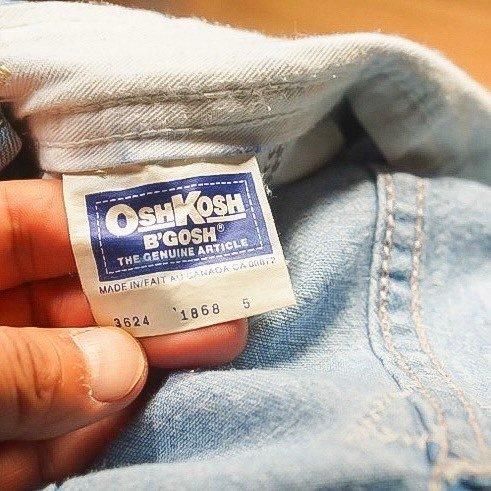 OSHKOSH
B'GOSH®
THE GENUINE ARTICLE
MADE IN/FAIT AU CANADA CA 00872
3624 1868 5